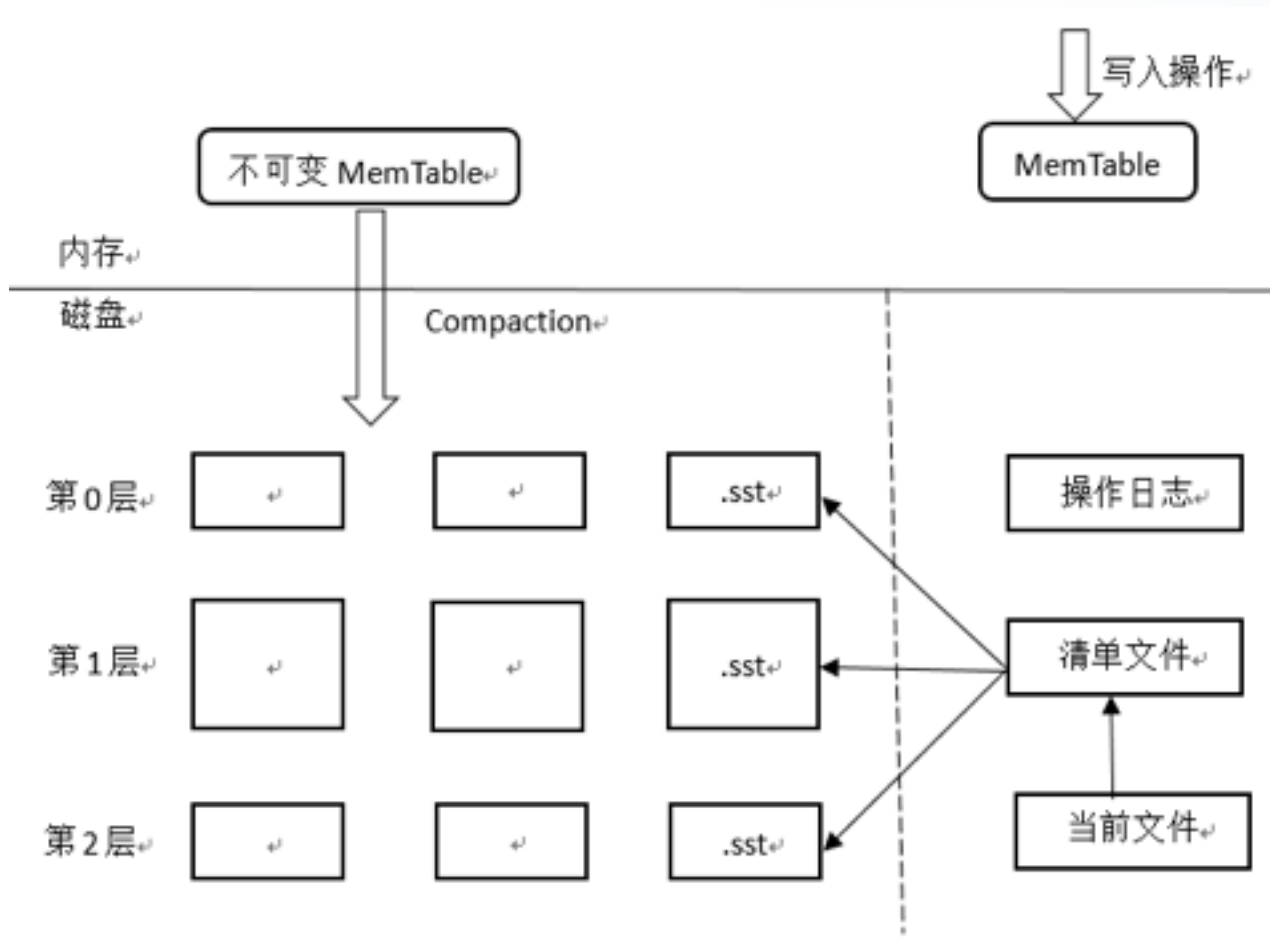 写入操作
不可变 MemTable
MemTable
内存
磁盘
Compaction
第0层
.sst
操作日志
第1层
.sst
清单文件
第2层
.sst
当前文件